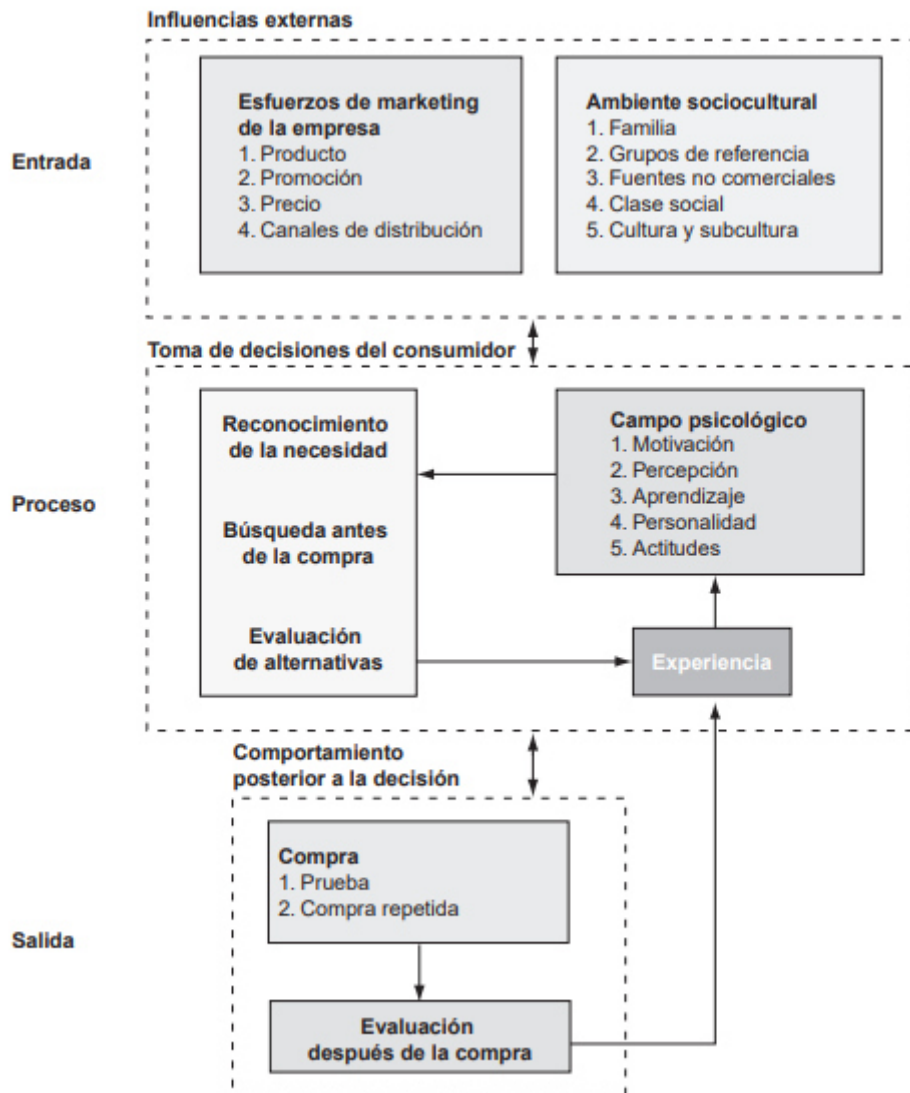 Influencias externas
Entrada
Esfuerzos de marketing
de la empresa
1. Producto
2. Promoción
3. Precio
4. Canales de distribución
Ambiente sociocultural
1. Familia
2. Grupos de referencia
3. Fuentes no comerciales
4. Clase social
5. Cultura y subcultura
Toma de decisiones del consumidor
Proceso
Reconocimiento
de la necesidad
Búsqueda antes
de la compra
Evaluación
de alternativas
Campo psicológico
1. Motivación
2. Percepción
3. Aprendizaje
4. Personalidad
5. Actitudes
Experiencia
Comportamiento
posterior a la decisión
Salida
Compra
1. Prueba
2. Compra repetida
Evaluación
después de la compra